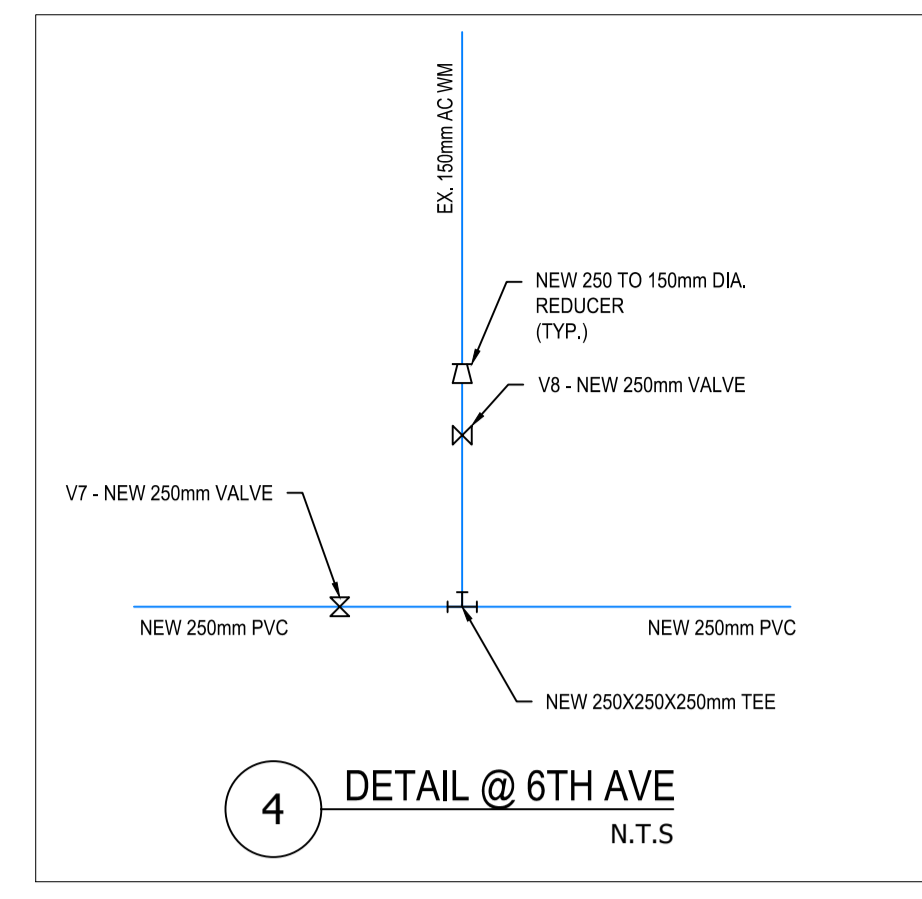 EX. 150mm AC WM
NEW 250 TO 150mm DIA.
REDUCER
(TYP.)
V8 - NEW 250mm VALVE
V7 - NEW 250mm VALVE
NEW 250mm PVC
NEW 250mm PVC
NEW 250X250X250mm TEE
4
DETAIL @ 6TH AVE
N.T.S